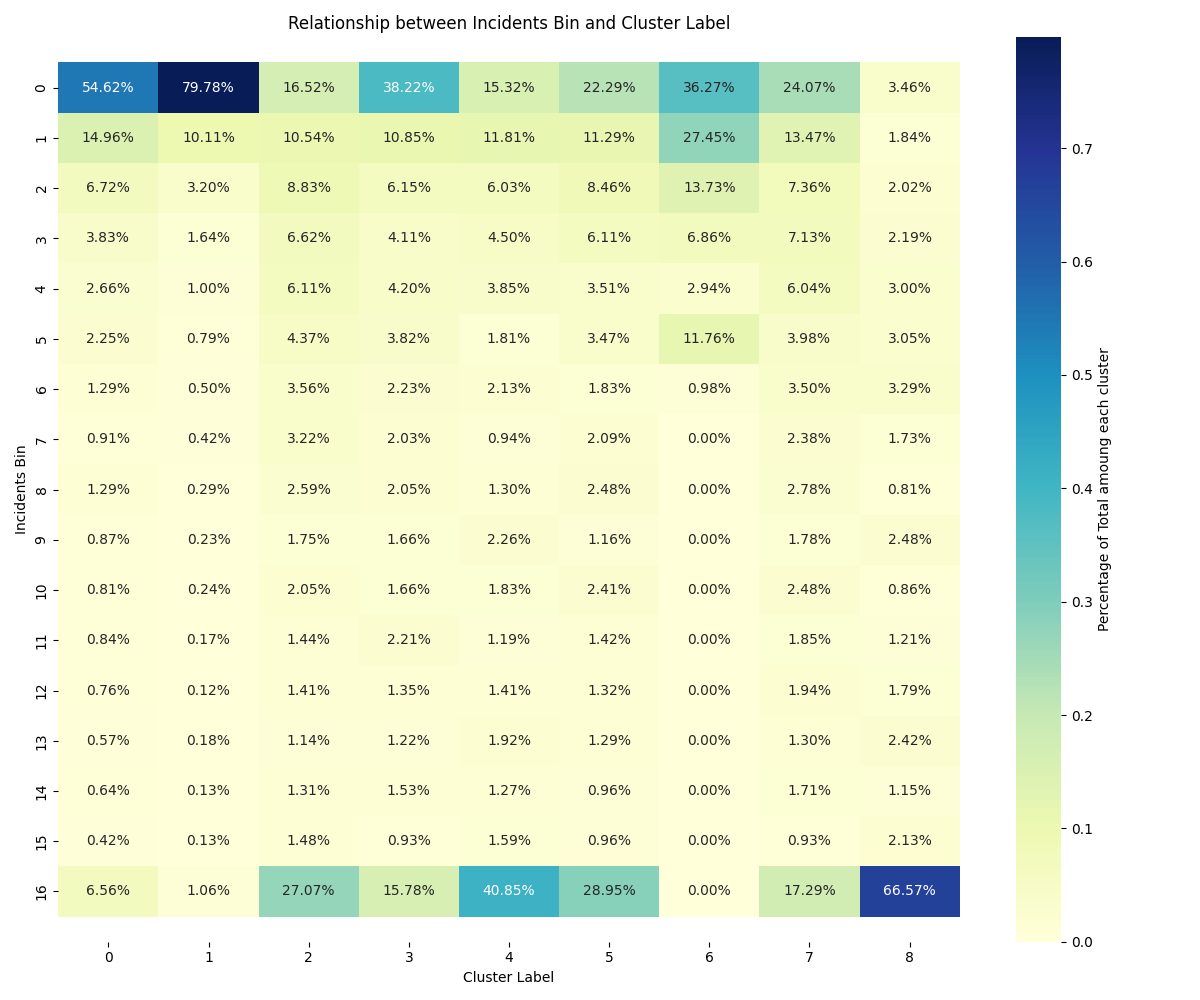 Relationship between Incidents Bin and Cluster Label
0 54.62% 79.78% 16.52% 38.22% 15.32% 22.29% 36.27% 24.07% 3.46%
1 14.96% 10.11% 10.54% 10.85% 11.81% 11.29% 27.45% 13.47% 1.84%
2 6.72% 3.20% 8.83% 6.15% 6.03% 8.46% 13.73% 7.36% 2.02%
3 3.83% 1.64% 6.62% 4.11% 4.50% 6.11% 6.86% 7.13% 2.19%
4 2.66% 1.00% 6.11% 4.20% 3.85% 3.51% 2.94% 6.04% 3.00%
5 2.25% 0.79% 4.37% 3.82% 1.81% 3.47% 11.76% 3.98% 3.05%
6 1.29% 0.50% 3.56% 2.23% 2.13% 1.83% 0.98% 3.50% 3.29%
7 0.91% 0.42% 3.22% 2.03% 0.94% 2.09% 0.00% 2.38% 1.73%
8 1.29% 0.29% 2.59% 2.05% 1.30% 2.48% 0.00% 2.78% 0.81%
9 0.87% 0.23% 1.75% 1.66% 2.26% 1.16% 0.00% 1.78% 2.48%
10 0.81% 0.24% 2.05% 1.66% 1.83% 2.41% 0.00% 2.48% 0.86%
11 0.84% 0.17% 1.44% 2.21% 1.19% 1.42% 0.00% 1.85% 1.21%
12 0.76% 0.12% 1.41% 1.35% 1.41% 1.32% 0.00% 1.94% 1.79%
13 0.57% 0.18% 1.14% 1.22% 1.92% 1.29% 0.00% 1.30% 2.42%
14 0.64% 0.13% 1.31% 1.53% 1.27% 0.96% 0.00% 1.71% 1.15%
15 0.42% 0.13% 1.48% 0.93% 1.59% 0.96% 0.00% 0.93% 2.13%
16 6.56% 1.06% 27.07% 15.78% 40.85% 28.95% 0.00% 17.29% 66.57%
0 1 2 3 4 5 6 7 8
Cluster Label
Incidents Bin
0.7
0.6
0.5
0.4
0.3
0.2
0.1
0.0
Percentage of Total amoung each cluster